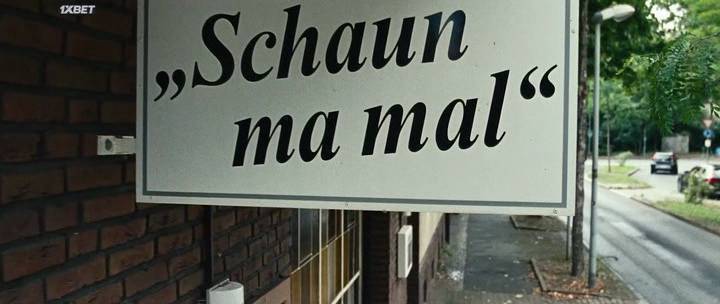 1XBET
„Schaun
ma mal“